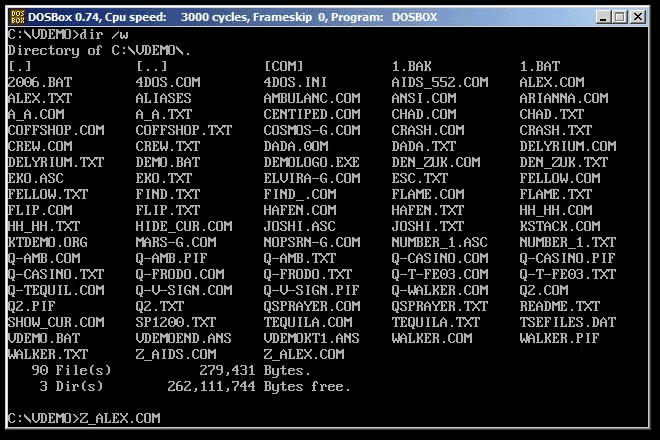 DOSBox 0.74, Cpu speed:    3000 cycles, Frameskip  0, Program:   DOSBOX
C:\VDEMO>dir /w
Directory of C:\VDEMO\.
[.]             [..]            [COM]           1.BAK           1.BAT
2006.BAT        4DOS.COM        4DOS.INI        AIDS_552.COM    ALEX.COM
ALEX.TXT        ALIASES         AMBULANC.COM    ANSI.COM        ARIANNA.COM
A_A.COM         A_A.TXT         CENTIPED.COM    CHAD.COM        CHAD.TXT
COFFSHOP.COM    COFFSHOP.TXT    COSMOS-G.COM    CRASH.COM       CRASH.TXT
CREW.COM        CREW.TXT        DADA.OOM        DADA.TXT        DELYRIUM.COM
DELYRIUM.TXT    DEMO.BAT        DEMOLOGO.EXE    DEN_ZUK.COM     DEN_ZUK.TXT
EKO.ASC         EKO.TXT         ELVIRA-G.COM    ESC.TXT         FELLOW.COM
FELLOW.TXT      FIND.TXT        FIND_.COM       FLAME.COM       FLAME.TXT
FLIP.COM        FLIP.TXT        HAFEN.COM       HAFEN.TXT       HH_HH.COM
HH_HH.TXT       HIDE_CUR.COM    JOSHI.ASC       JOSHI.TXT       KSTACK.COM
KTDEMO.ORG      MARS-G.COM      NOPSRN-G.COM    NUMBER_1.ASC    NUMBER_1.TXT
Q-AMB.COM       Q-AMB.PIF       Q-AMB.TXT       Q-CASINO.COM    Q-CASINO.PIF
Q-CASINO.TXT    Q-FRODO.COM     Q-FRODO.TXT     Q-T-FE03.COM    Q-T-FE03.TXT
Q-TEQUIL.COM    Q-V-SIGN.COM    Q-V-SIGN.PIF    Q-WALKER.COM    Q2.COM
Q2.PIF          Q2.TXT          QSPRAYER.COM    QSPRAYER.TXT    README.TXT
SHOW_CUR.COM    SP1200.TXT      TEQUILA.COM     TEQUILA.TXT     TSEFILES.DAT
VDEMO.BAT       VDEMOEND.ANS    VDEMOKT1.ANS    WALKER.COM      WALKER.PIF
WALKER.TXT      Z_AIDS.COM      Z_ALEX.COM
90 File(s)           279,431 Bytes.
3 Dir(s)        262,111,744 Bytes free.
C:\VDEMO>Z_ALEX.COM